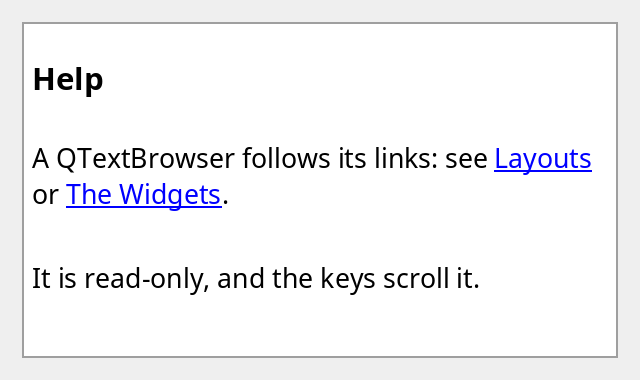 Help
A QTextBrowser follows its links: see Layouts
or The Widgets.
It is read-only, and the keys scroll it.